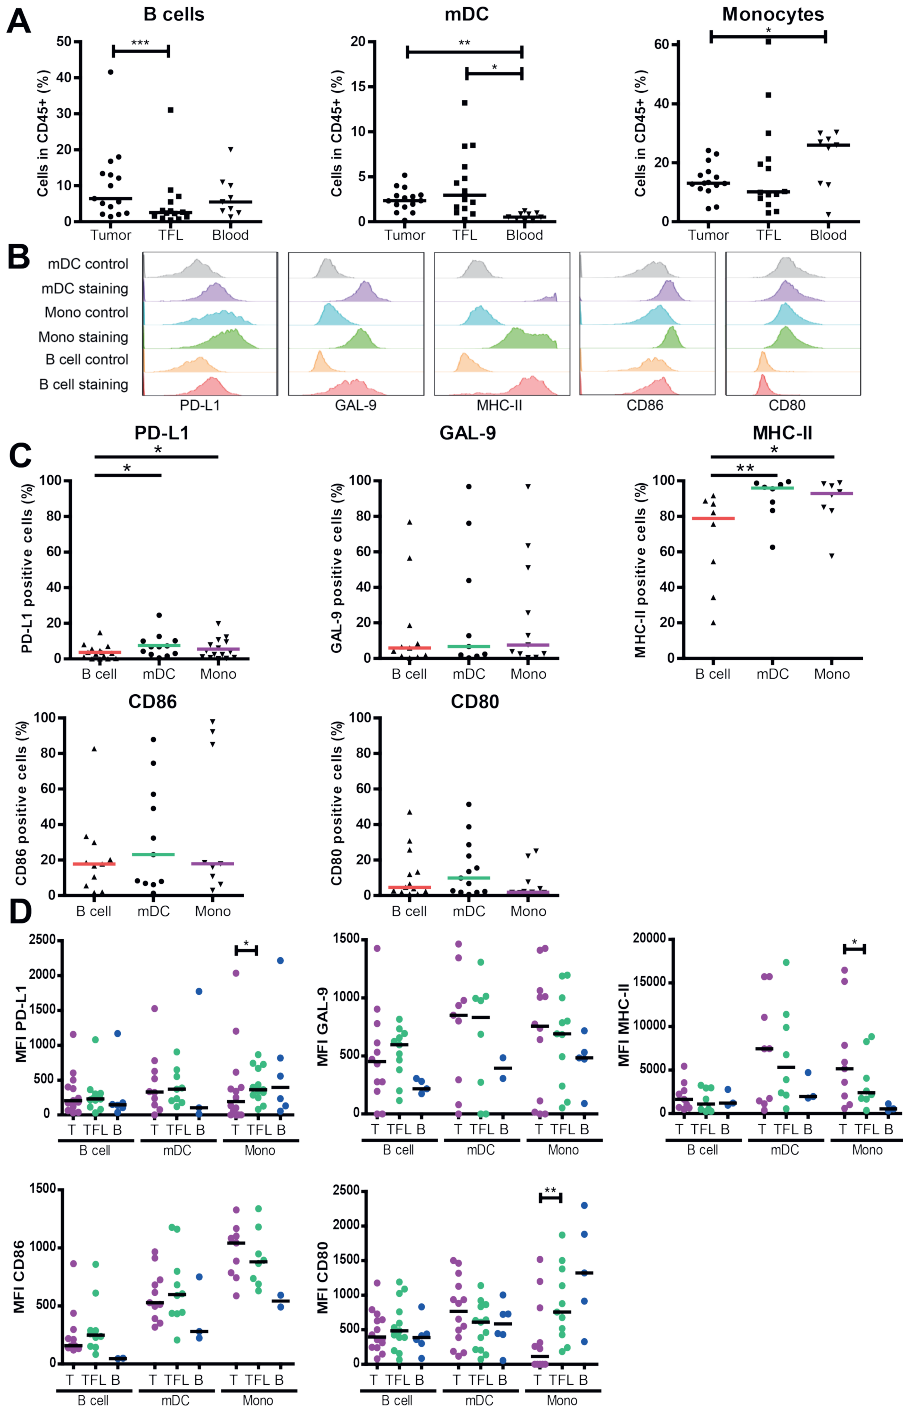 A
B cells
mDC
Monocytes
Cells in CD45+ (%)
50
40
30
20
10
0
***
Tumor TFL Blood
Cells in CD45+ (%)
20
15
10
5
0
**
*
Tumor TFL Blood
Cells in CD45+ (%)
60
40
20
0
*
Tumor TFL Blood
B
mDC control
mDC staining
Mono control
Mono staining
B cell control
B cell staining
PD-L1
GAL-9
MHC-II
CD86
CD80
C
PD-L1
PD-L1 positive cells (%)
100
80
60
40
20
0
*
*
B cell mDC Mono
GAL-9
GAL-9 positive cells (%)
100
80
60
40
20
0
B cell mDC Mono
MHC-II
MHC-II positive cells (%)
100
80
60
40
20
0
*
**
B cell mDC Mono
CD86
CD86 positive cells (%)
100
80
60
40
20
0
B cell mDC Mono
CD80
CD80 positive cells (%)
100
80
60
40
20
0
B cell mDC Mono
D
MFI PD-L1
2500
2000
1500
1000
500
0
*
T TFL B T TFL B T TFL B
B cell mDC Mono
MFI GAL-9
1500
1000
500
0
T TFL B T TFL B T TFL B
B cell mDC Mono
MFI MHC-II
20000
15000
10000
5000
0
*
T TFL B T TFL B T TFL B
B cell mDC Mono
MFI CD86
1500
1000
500
0
T TFL B T TFL B T TFL B
B cell mDC Mono
MFI CD80
2500
2000
1500
1000
500
0
**
T TFL B T TFL B T TFL B
B cell mDC Mono